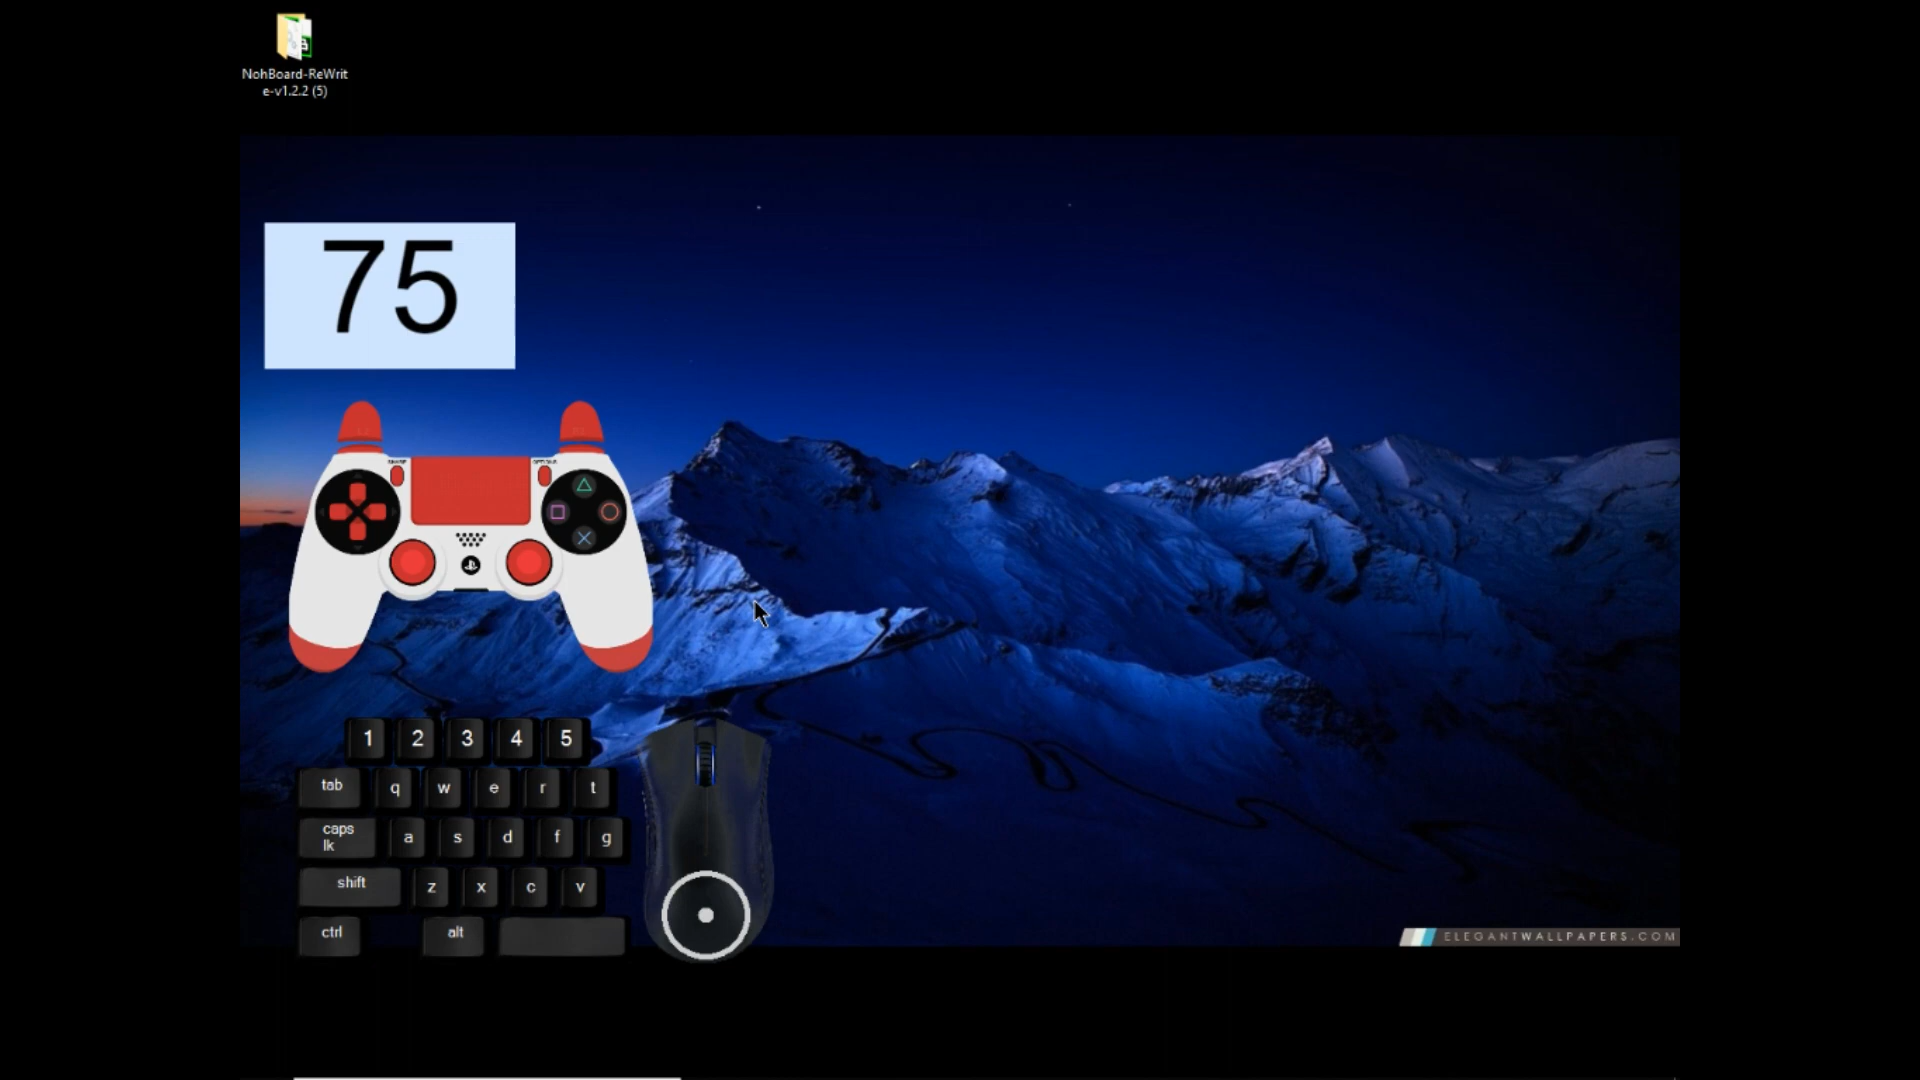 NohBoard-ReWrit
e-v1.2.2 (5)
75
OPTIONS
1 2 3 4 5
tab q w e r t
caps
lk
a s d f g
shift z x c v
ctrl alt
ELEGANTWALLPAPERS.COM